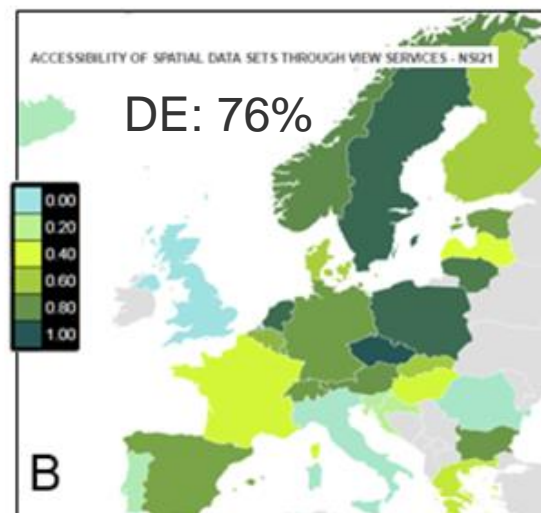 ACCESSIBILITY OF SPATIAL DATA SETS THROUGH VIEW SERVICES - NSI21
DE: 76%
0.00
0.20
0.40
0.60
0.80
1.00
B